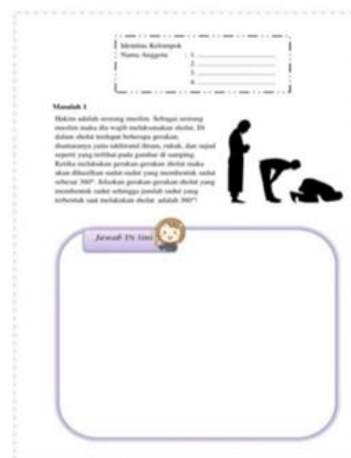 Identitas Kelompok
Nama Anggota : 1. ..............................
2. ..............................
3. ..............................
4. ..............................
Masalah 1
Hakim adalah seorang muslim. Sebagai seorang
muslim maka dia wajib melaksanakan sholat. Di
dalam sholat terdapat beberapa gerakan,
diantaranya yaitu takbiratul ihram, rukuk, dan sujud
seperti yang terlihat pada gambar di samping.
Ketika melakukan gerakan-gerakan sholat maka
akan dihasilkan sudut-sudut yang membentuk sudut
sebesar 360°. Jelaskan gerakan-gerakan sholat yang
membentuk sudut sehingga jumlah sudut yang
terbentuk saat melakukan sholat adalah 360°!
Jawab Di Sini